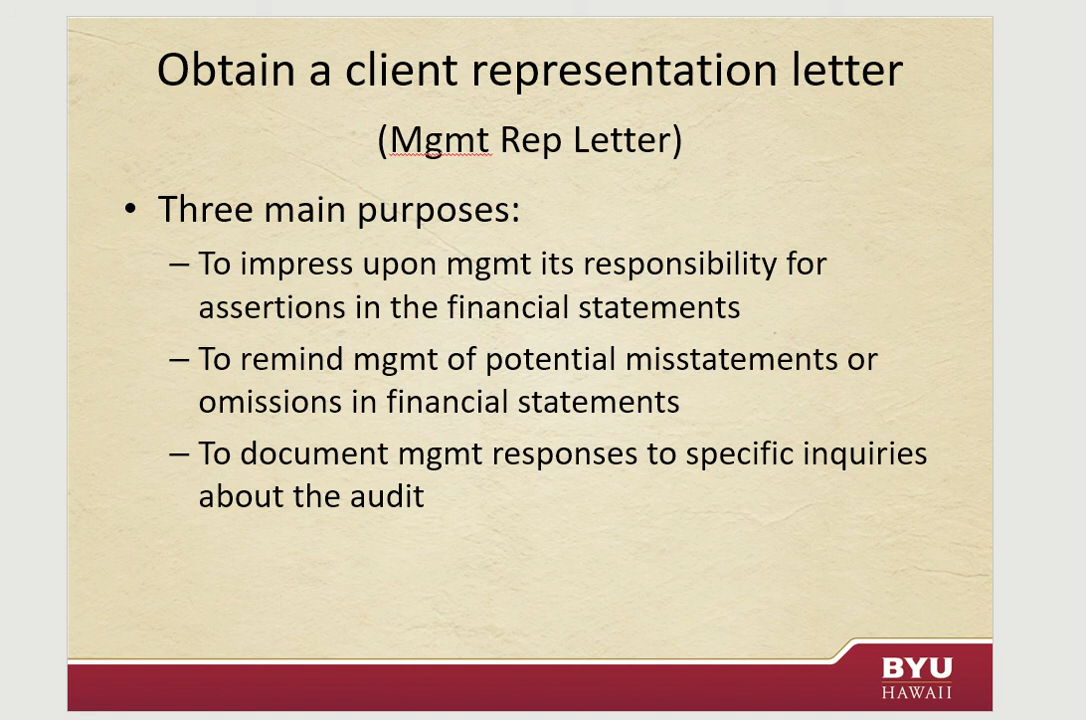 Obtain a client representation letter
(Mgmt Rep Letter)
• Three main purposes:
– To impress upon mgmt its responsibility for
assertions in the financial statements
– To remind mgmt of potential misstatements or
omissions in financial statements
– To document mgmt responses to specific inquiries
about the audit
BYU
HAWAII